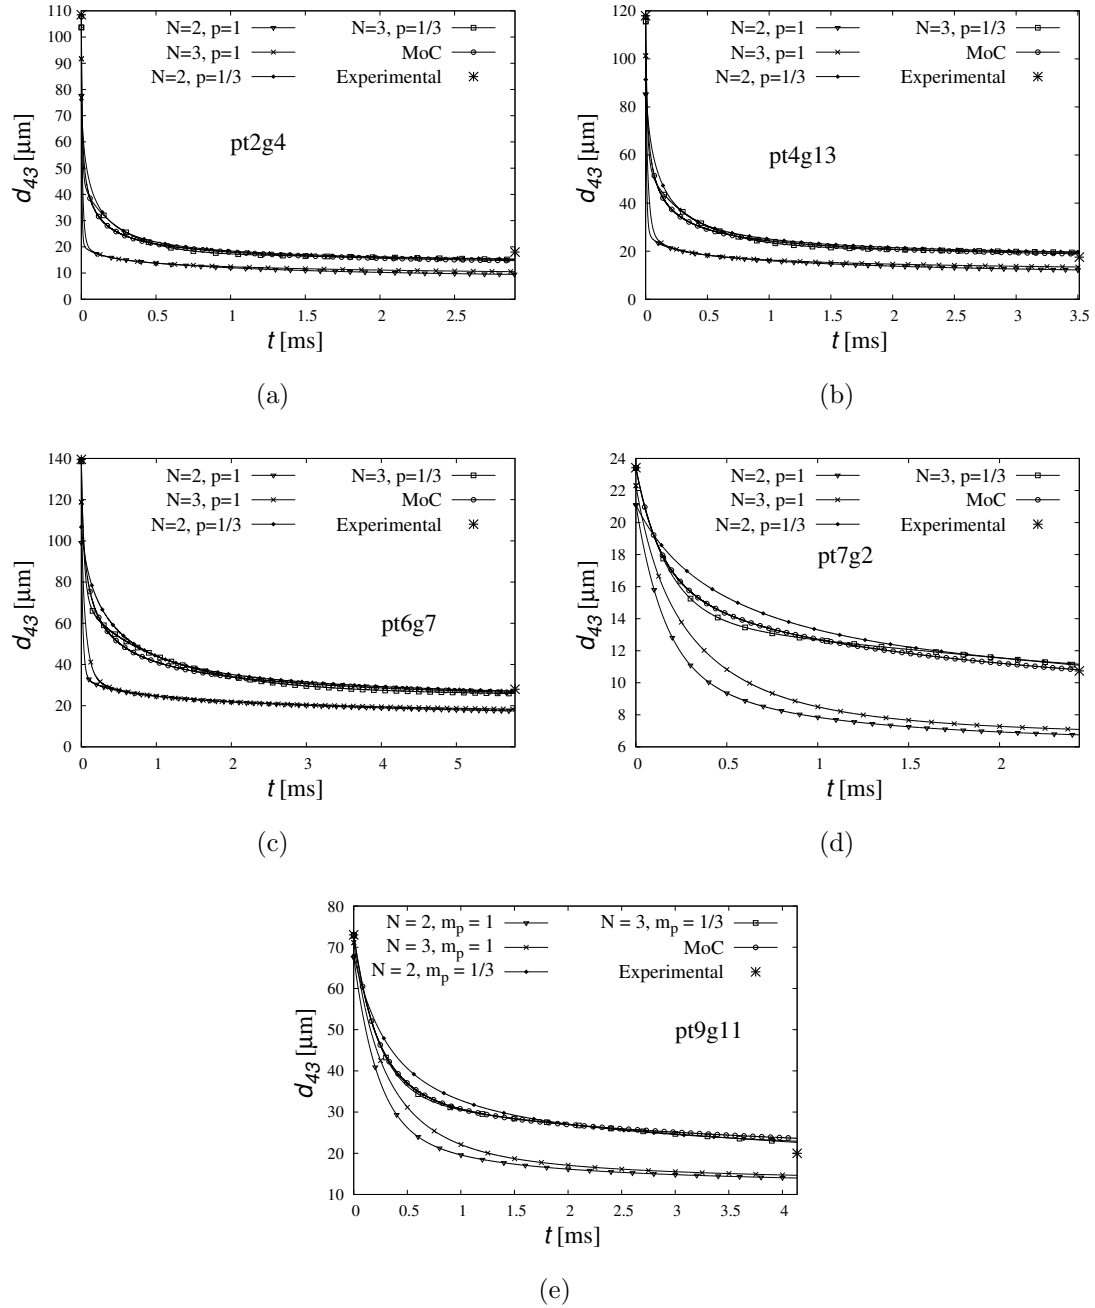 110
100
90
80
70
60
50
40
30
20
10
0
d43 [μm]
N=2, p=1
N=3, p=1
N=2, p=1/3
N=3, p=1/3
MoC
Experimental
pt2g4
0 0.5 1 1.5 2 2.5
t [ms]
(a)
120
100
80
60
40
20
0
d43 [μm]
N=2, p=1
N=3, p=1
N=2, p=1/3
N=3, p=1/3
MoC
Experimental
pt4g13
0 0.5 1 1.5 2 2.5 3 3.5
t [ms]
(b)
140
120
100
80
60
40
20
0
d43 [μm]
N=2, p=1
N=3, p=1
N=2, p=1/3
N=3, p=1/3
MoC
Experimental
pt6g7
0 1 2 3 4 5
t [ms]
(c)
24
22
20
18
16
14
12
10
8
6
d43 [μm]
N=2, p=1
N=3, p=1
N=2, p=1/3
N=3, p=1/3
MoC
Experimental
pt7g2
0 0.5 1 1.5 2
t [ms]
(d)
80
70
60
50
40
30
20
10
d43 [μm]
N = 2, mp = 1
N = 3, mp = 1
N = 2, mp = 1/3
N = 3, mp = 1/3
MoC
Experimental
pt9g11
0 0.5 1 1.5 2 2.5 3 3.5 4
t [ms]
(e)